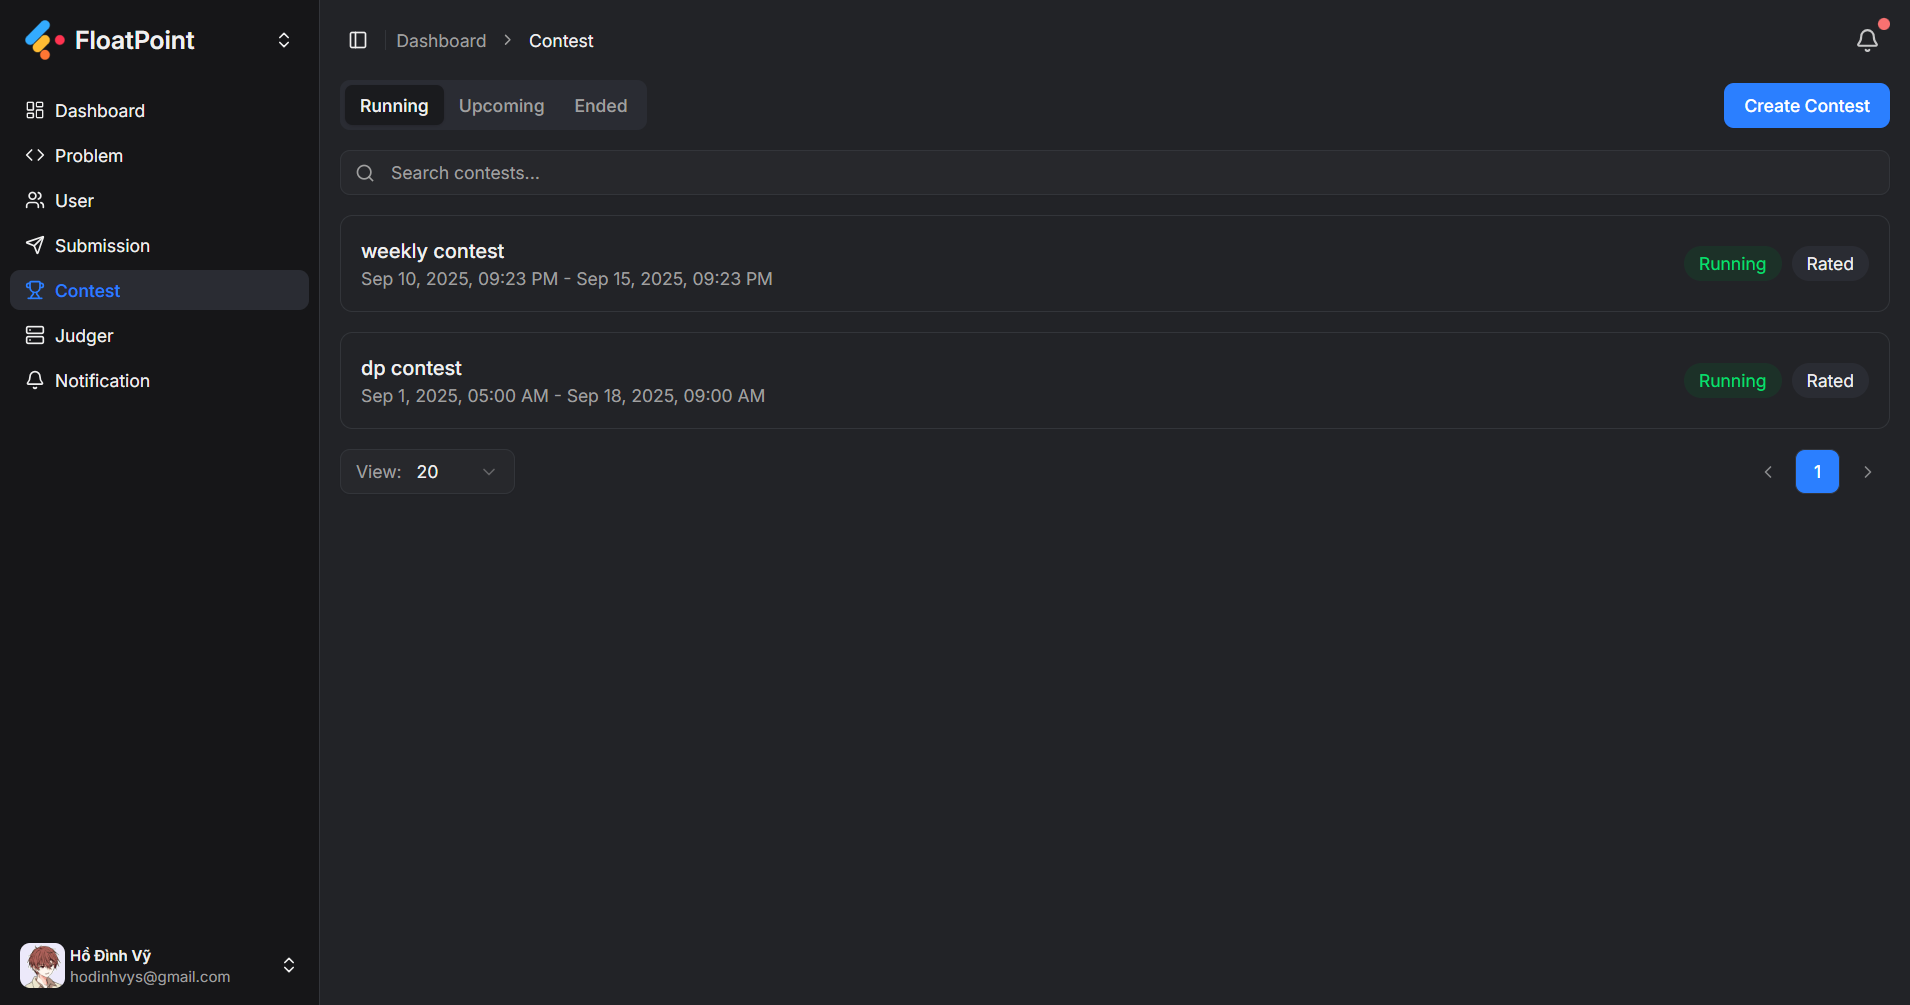 FloatPoint
Dashboard
Problem
User
Submission
Contest
Judger
Notification
Hồ Đình Vỹ
hodinhvys@gmail.com
Dashboard > Contest
Running Upcoming Ended
Create Contest
Search contests...
weekly contest
Sep 10, 2025, 09:23 PM - Sep 15, 2025, 09:23 PM
Running Rated
dp contest
Sep 1, 2025, 05:00 AM - Sep 18, 2025, 09:00 AM
Running Rated
View: 20
1